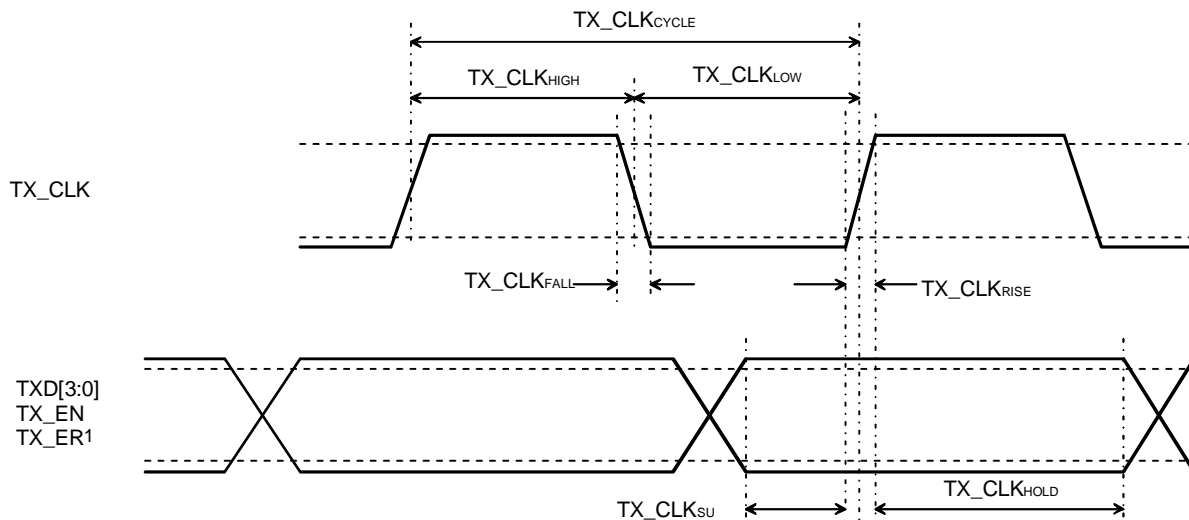 TX_CLKCYCLE
TX_CLKHIGH
TX_CLKLOW
TX_CLK
TX_CLKFALL
TX_CLKRISE
TXD[3:0]
TX_EN
TX_ER1
TX_CLKSU
TX_CLKHOLD